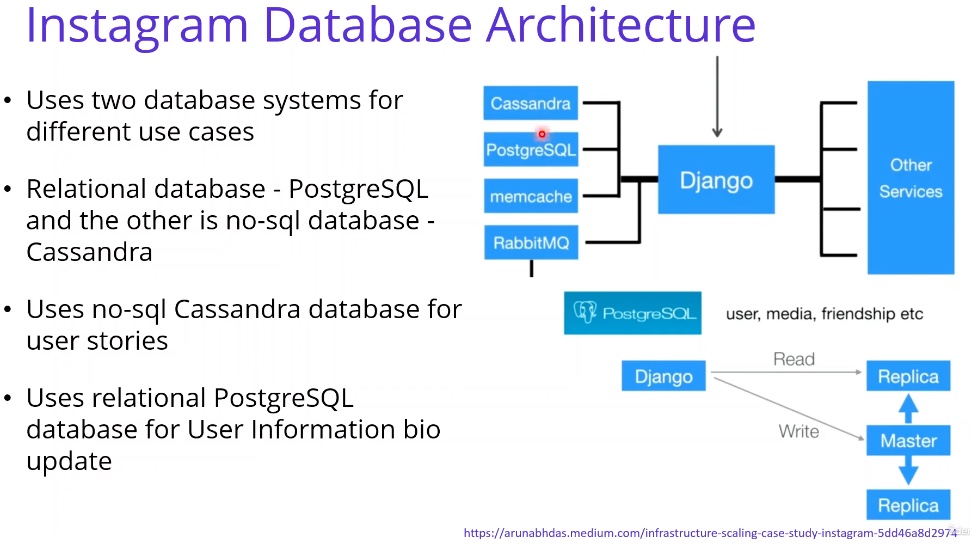 Instagram Database Architecture
• Uses two database systems for
different use cases
• Relational database - PostgreSQL
and the other is no-sql database -
Cassandra
• Uses no-sql Cassandra database for
user stories
• Uses relational PostgreSQL
database for User Information bio
update
Cassandra
PostgreSQL
memcache
RabbitMQ
Django
Other
Services
PostgreSQL
user, media, friendship etc
Django
Read
Write
Replica
Master
Replica
https://arunabhdas.medium.com/infrastructure-scaling-case-study-instagram-5dd46a8d2974